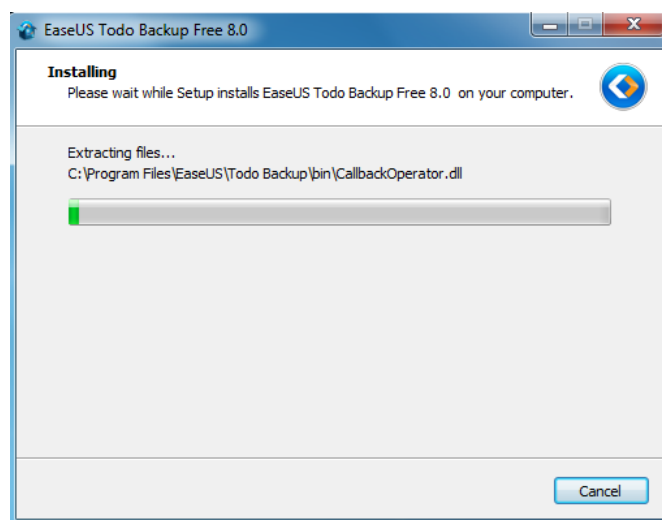 EaseUS Todo Backup Free 8.0
Installing
Please wait while Setup installs EaseUS Todo Backup Free 8.0 on your computer.
Extracting files...
C:\Program Files\EaseUS\Todo Backup\bin\CallbackOperator.dll
Cancel